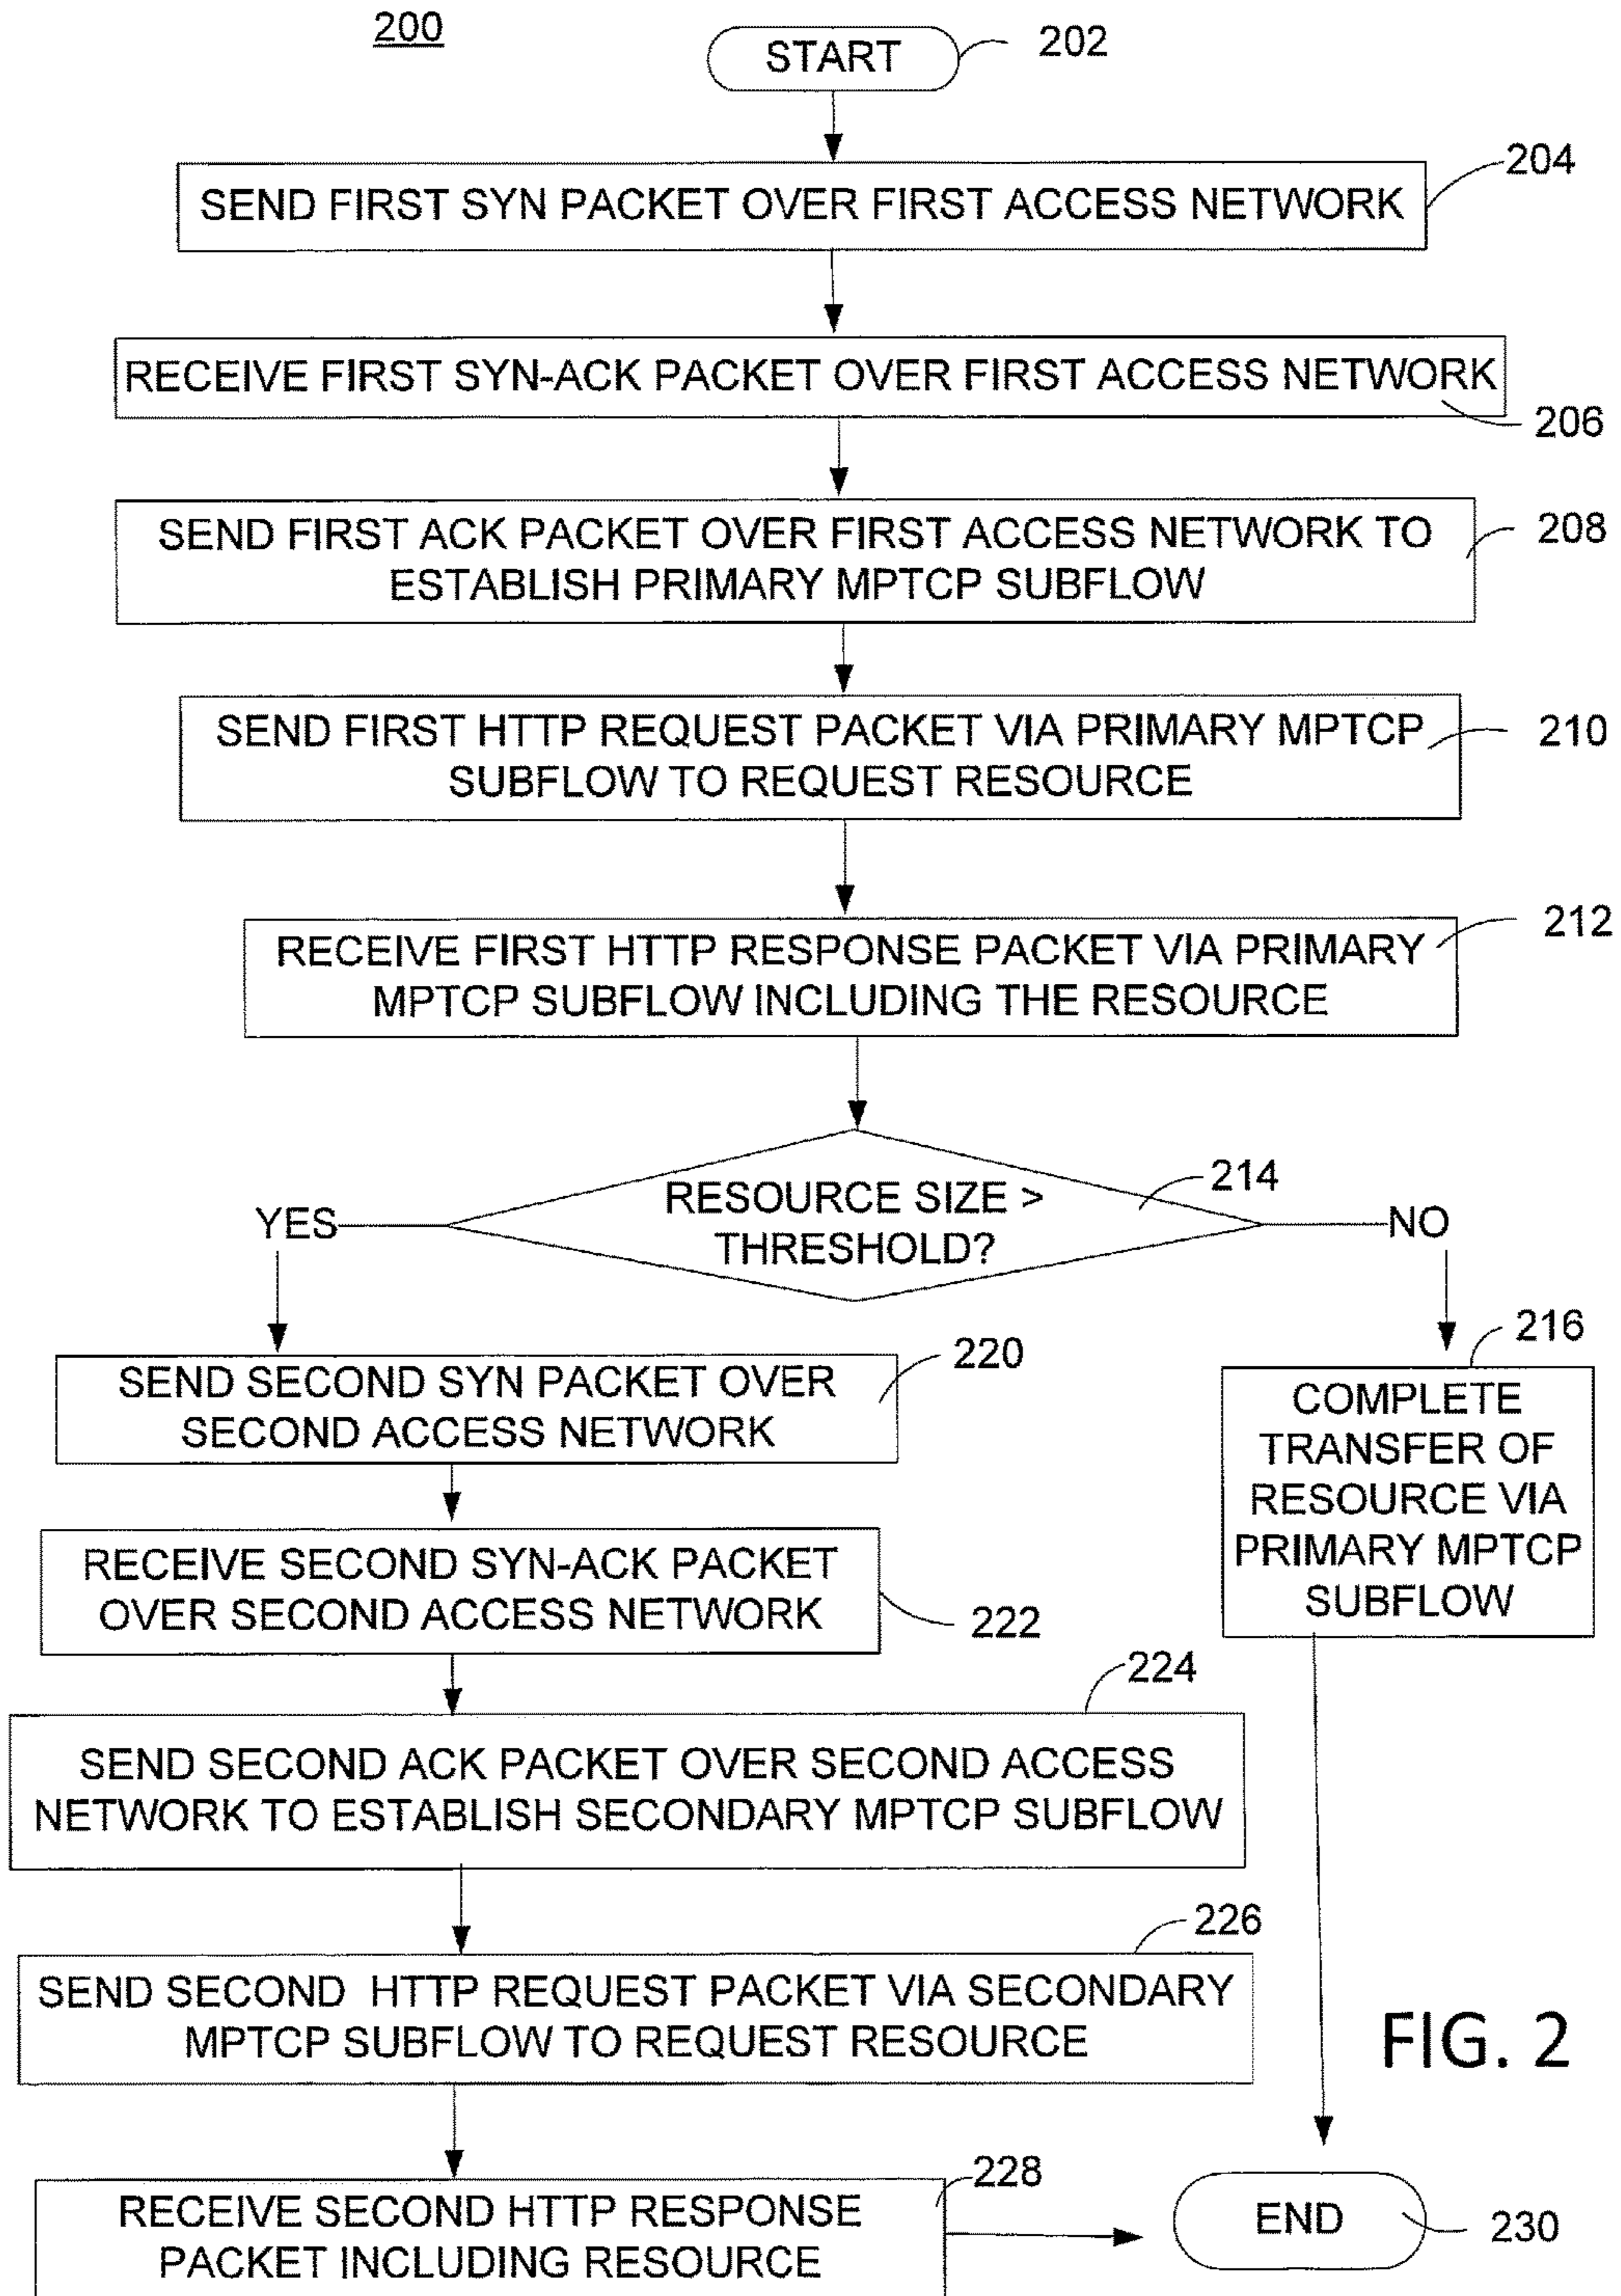 200
START
202
SEND FIRST SYN PACKET OVER FIRST ACCESS NETWORK
204
RECEIVE FIRST SYN-ACK PACKET OVER FIRST ACCESS NETWORK
206
SEND FIRST ACK PACKET OVER FIRST ACCESS NETWORK TO
ESTABLISH PRIMARY MPTCP SUBFLOW
208
SEND FIRST HTTP REQUEST PACKET VIA PRIMARY MPTCP
SUBFLOW TO REQUEST RESOURCE
210
RECEIVE FIRST HTTP RESPONSE PACKET VIA PRIMARY
MPTCP SUBFLOW INCLUDING THE RESOURCE
212
RESOURCE SIZE >
THRESHOLD?
214
YES
NO
SEND SECOND SYN PACKET OVER
SECOND ACCESS NETWORK
220
216
COMPLETE
TRANSFER OF
RESOURCE VIA
PRIMARY MPTCP
SUBFLOW
RECEIVE SECOND SYN-ACK PACKET
OVER SECOND ACCESS NETWORK
222
224
SEND SECOND ACK PACKET OVER SECOND ACCESS
NETWORK TO ESTABLISH SECONDARY MPTCP SUBFLOW
226
SEND SECOND HTTP REQUEST PACKET VIA SECONDARY
MPTCP SUBFLOW TO REQUEST RESOURCE
FIG. 2
228
RECEIVE SECOND HTTP RESPONSE
PACKET INCLUDING RESOURCE
END
230